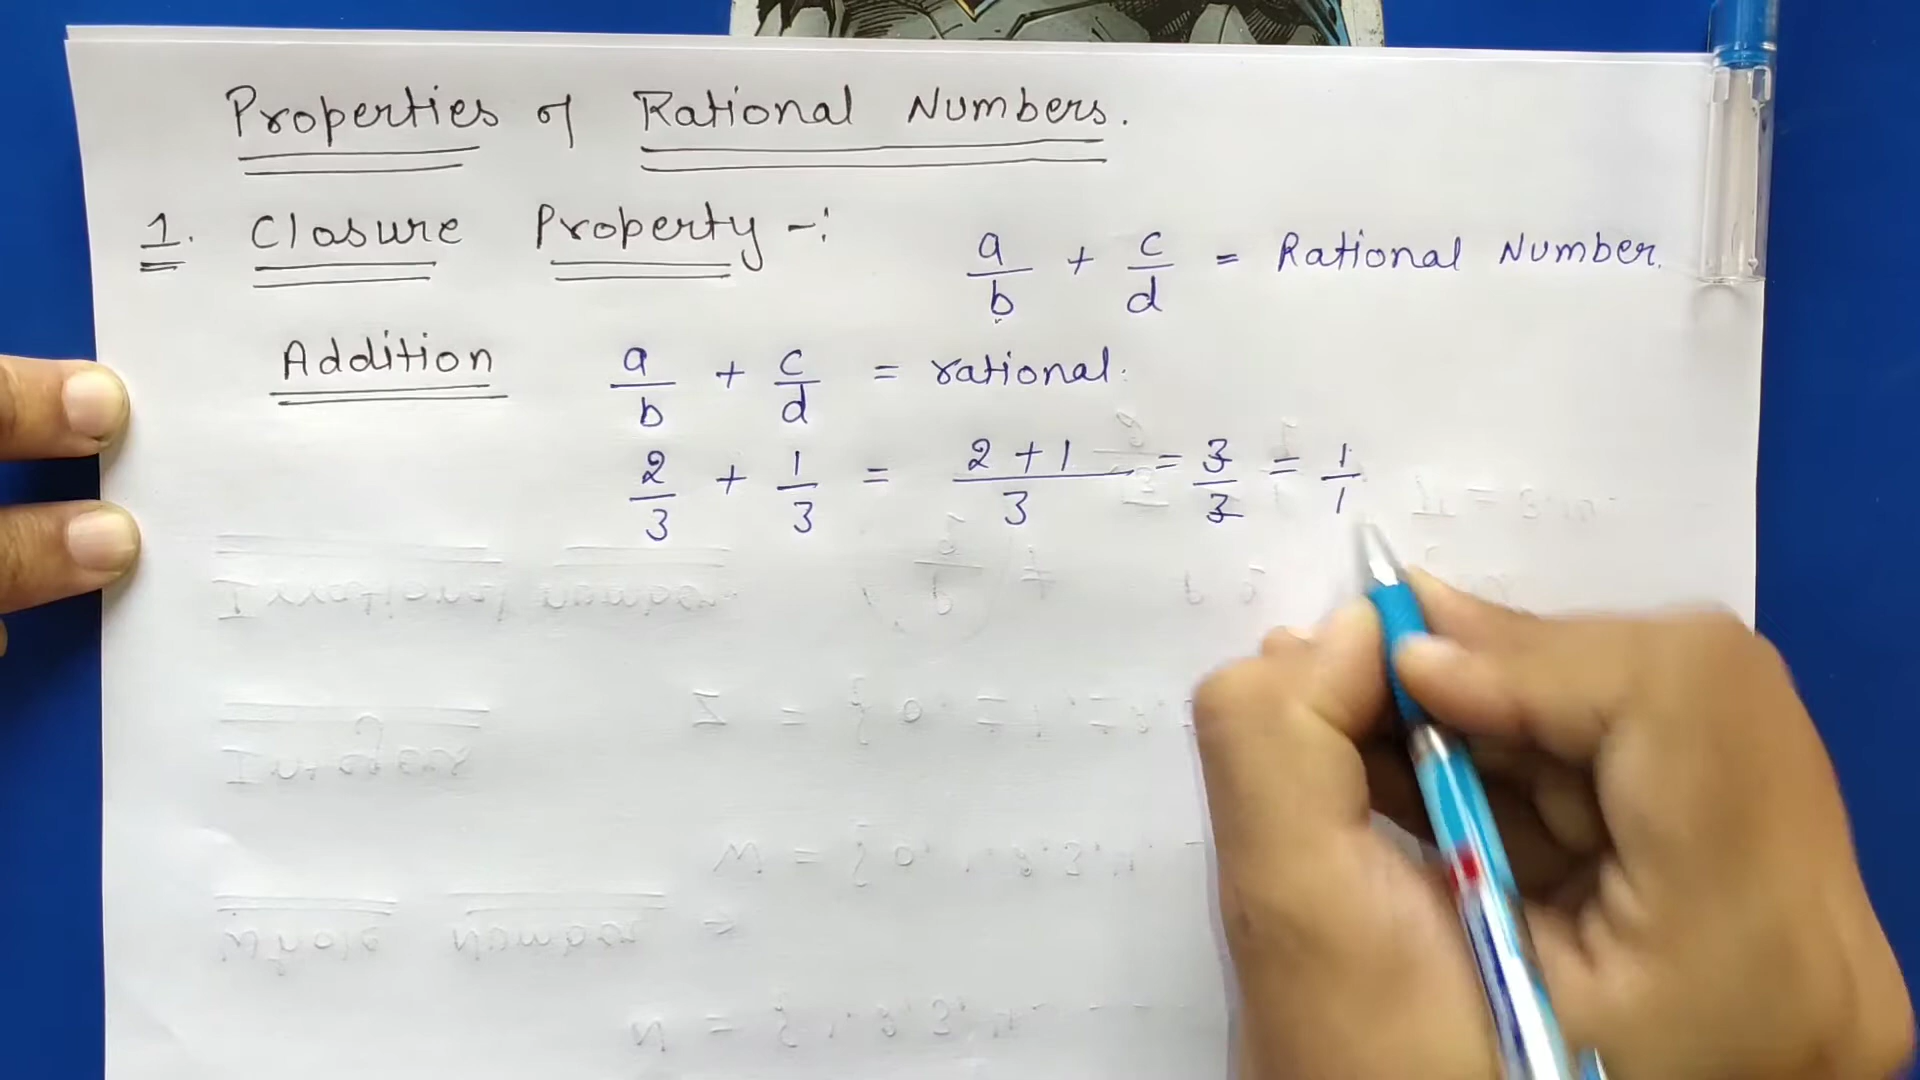 Properties of Rational Numbers.
1. Closure Property -:
a/b + c/d = Rational Number.
Addition a/b + c/d = rational.
2/3 + 1/3 = 2+1/3 = 3/3 = 1/1